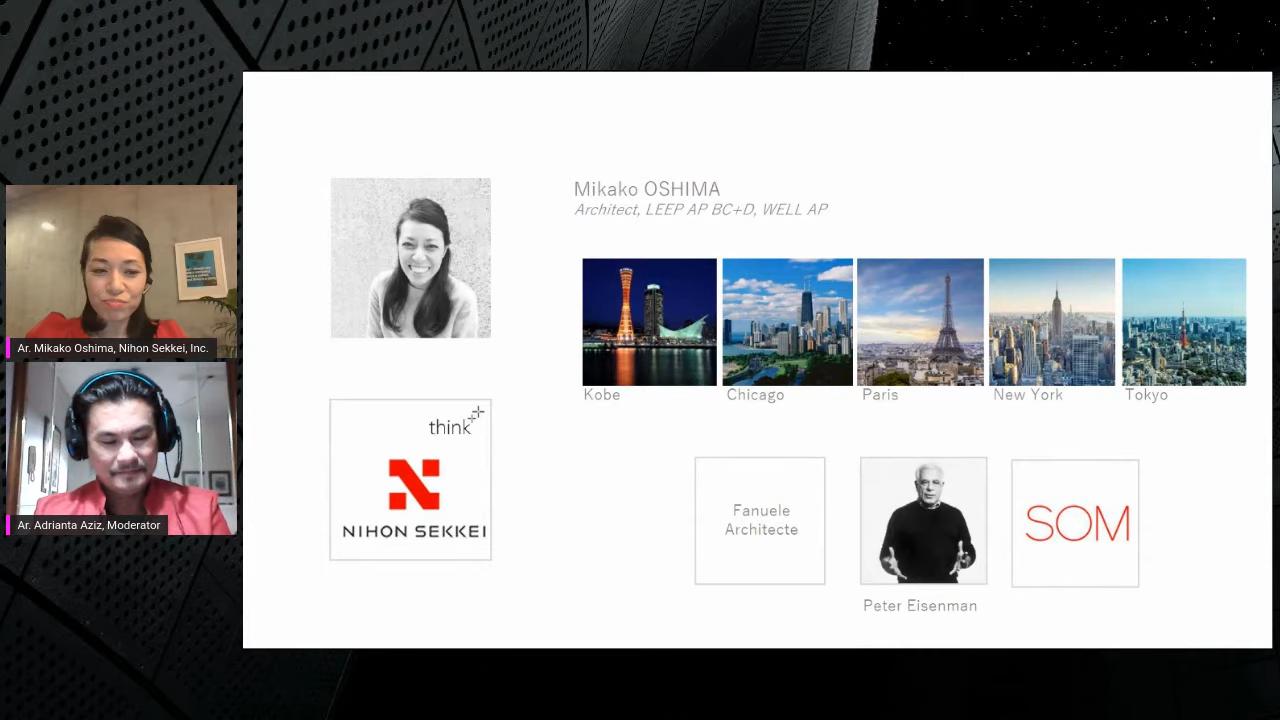 Mikako OSHIMA
Architect, LEEP AP BC+D, WELL AP
Kobe
Chicago
Paris
New York
Tokyo
think
NIHON SEKKEI
Fanuele
Architecte
Peter Eisenman
SOM
Ar. Mikako Oshima, Nihon Sekkei, Inc.
Ar. Adrianta Aziz, Moderator